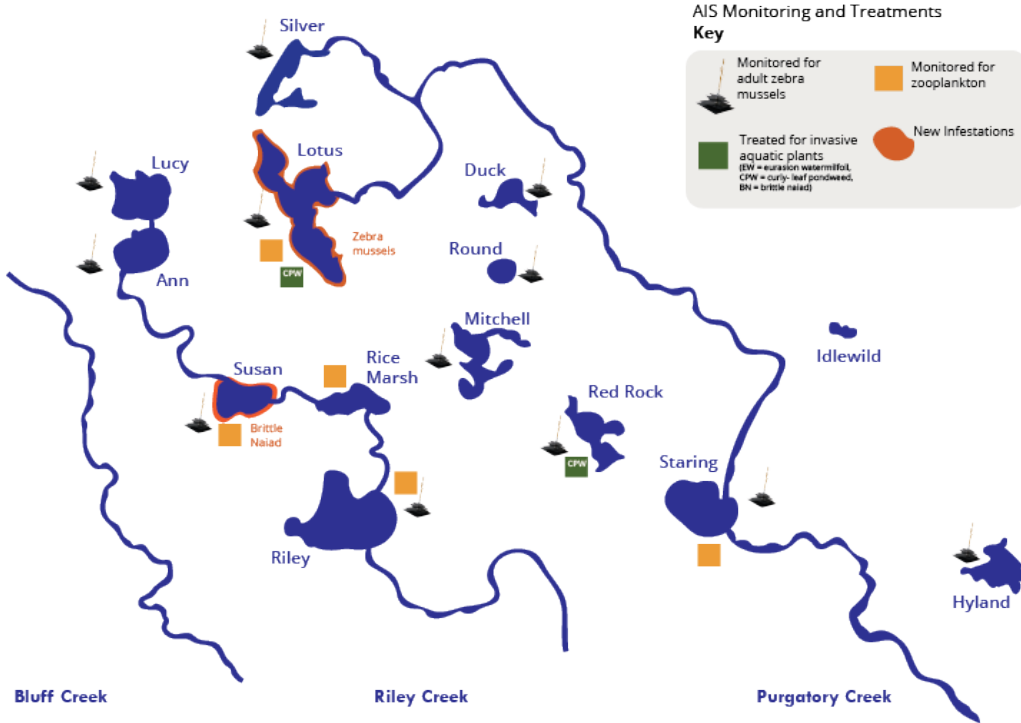 AIS Monitoring and Treatments
Key
Monitored for
adult zebra
mussels
Monitored for
zooplankton
Treated for invasive
aquatic plants
(EW = eurasion watermilfoil,
CPW = curly- leaf pondweed,
BN = brittle naiad)
New Infestations
Silver
Lotus
Zebra
mussels
CPW
Lucy
Ann
Duck
Round
Mitchell
Idlewild
Susan
Brittle
Naiad
Rice
Marsh
Red Rock
CPW
Staring
Riley
Hyland
Bluff Creek
Riley Creek
Purgatory Creek